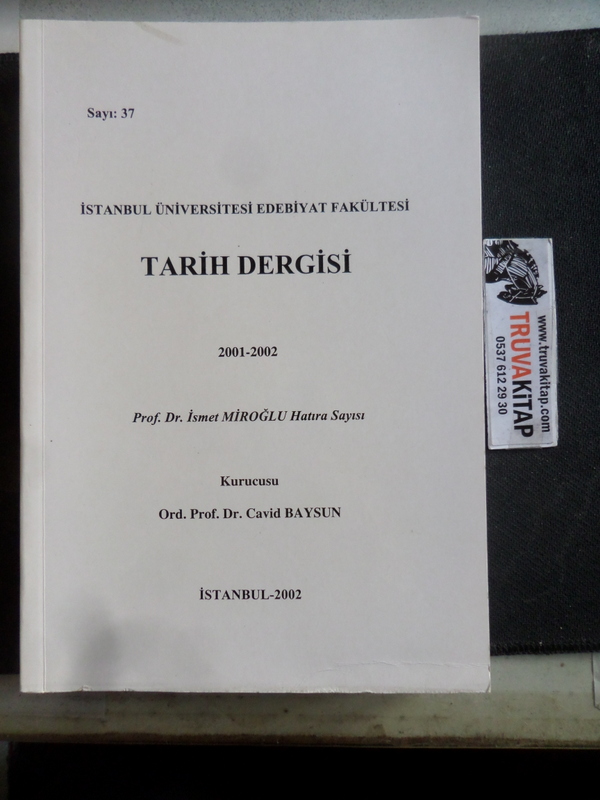 Sayı: 37
İSTANBUL ÜNİVERSİTESİ EDEBİYAT FAKÜLTESİ
TARİH DERGİSİ
2001-2002
Prof. Dr. İsmet MİROĞLU Hatıra Sayısı
Kurucusu
Ord. Prof. Dr. Cavid BAYSUN
İSTANBUL-2002
www.truvakitap.com
TRUVAKİTAP
0537 612 29 30